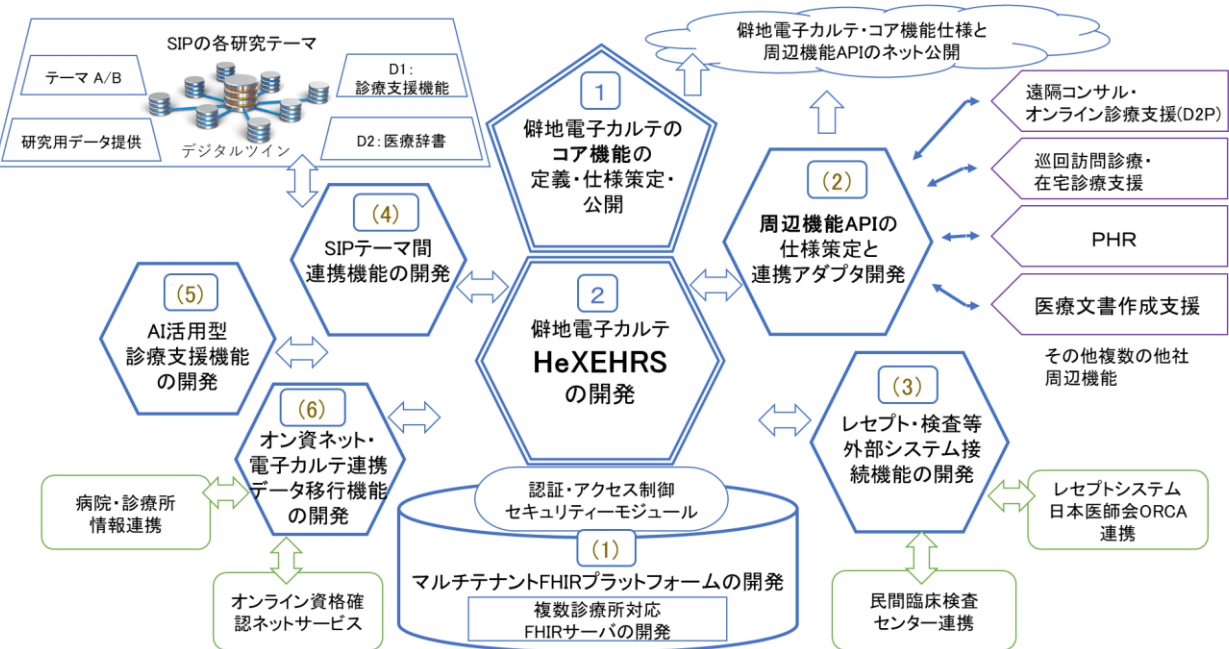 SIPの各研究テーマ
テーマ A/B
D1：
診療支援機能
研究用データ提供
デジタルツイン
D2：医療辞書
僻地電子カルテ・コア機能仕様と
周辺機能APIのネット公開
1
僻地電子カルテの
コア機能の
定義・仕様策定・
公開
(2)
周辺機能APIの
仕様策定と
連携アダプタ開発
遠隔コンサル・
オンライン診療支援(D2P)
巡回訪問診療・
在宅診療支援
PHR
医療文書作成支援
その他複数の他社
周辺機能
(4)
SIPテーマ間
連携機能の開発
(5)
AI活用型
診療支援機能
の開発
2
僻地電子カルテ
HeXEHRS
の開発
(3)
レセプト・検査等
外部システム接
続機能の開発
(6)
オン資ネット・
電子カルテ連携
データ移行機能
の開発
病院・診療所
情報連携
オンライン資格確
認ネットサービス
認証・アクセス制御
セキュリティーモジュール
(1)
マルチテナントFHIRプラットフォームの開発
複数診療所対応
FHIRサーバの開発
レセプトシステム
日本医師会ORCA
連携
民間臨床検査
センター連携